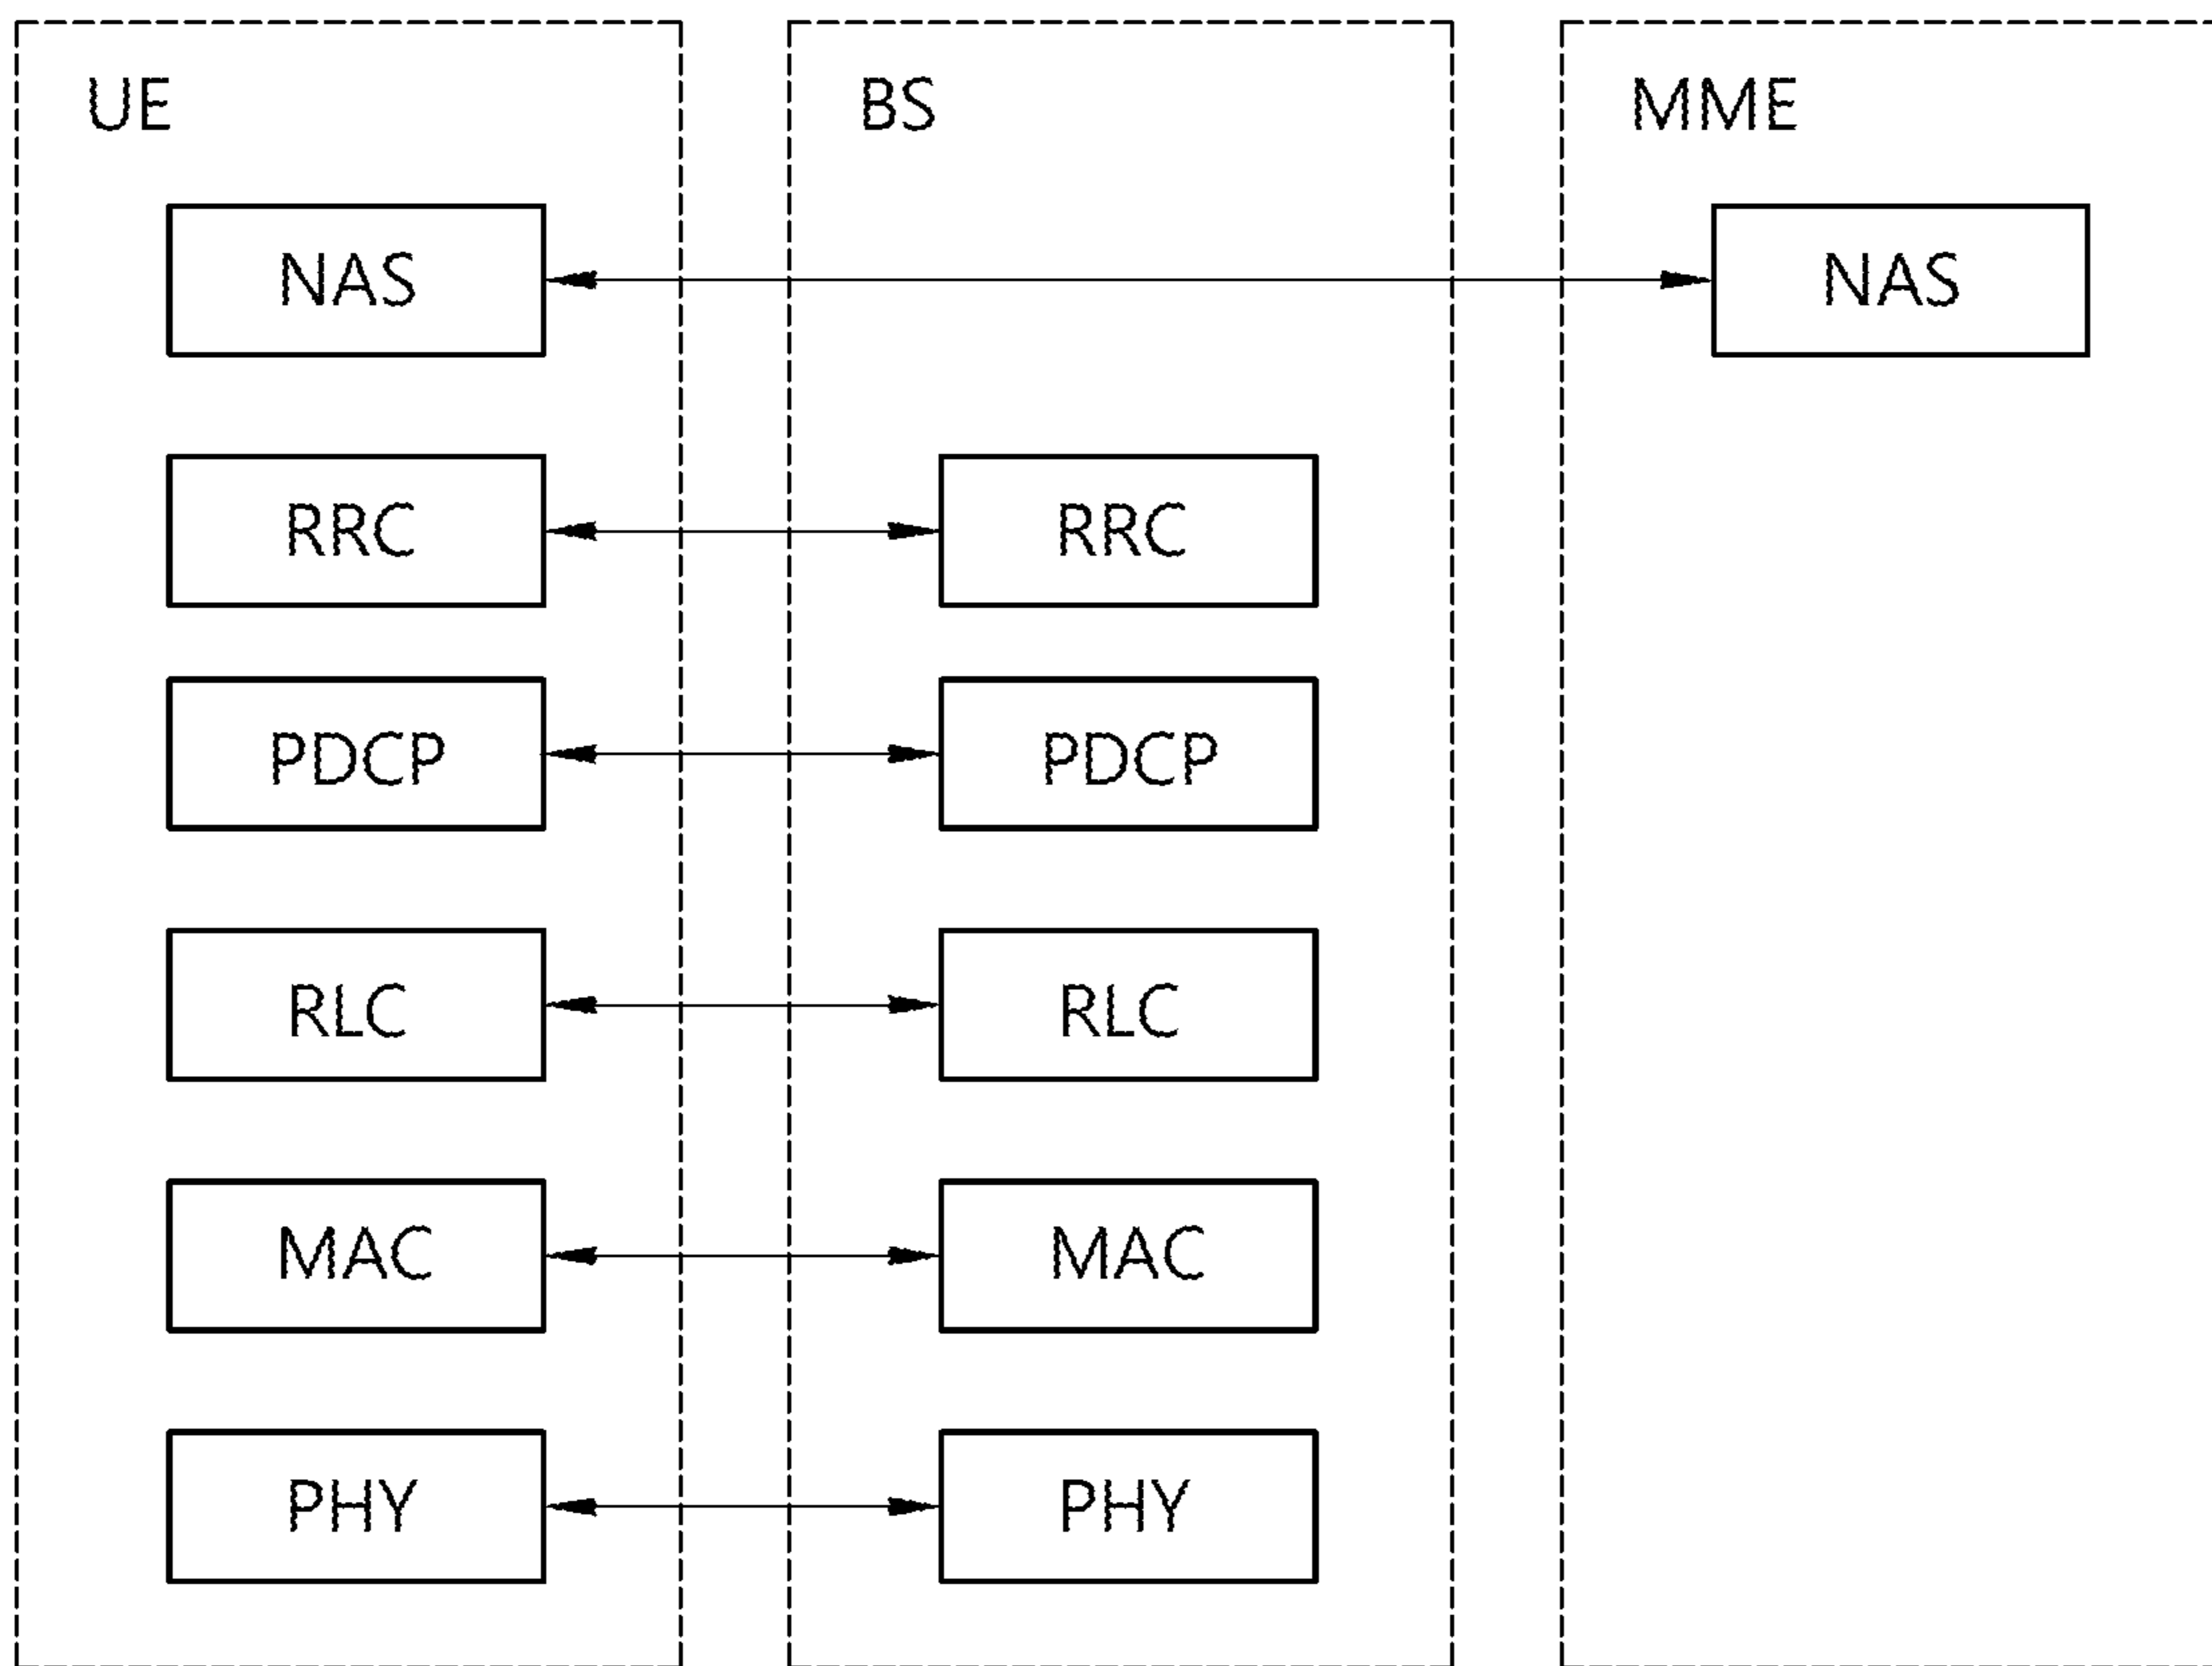 UE BS MME
NAS NAS
RRC RRC
PDCP PDCP
RLC RLC
MAC MAC
PHY PHY